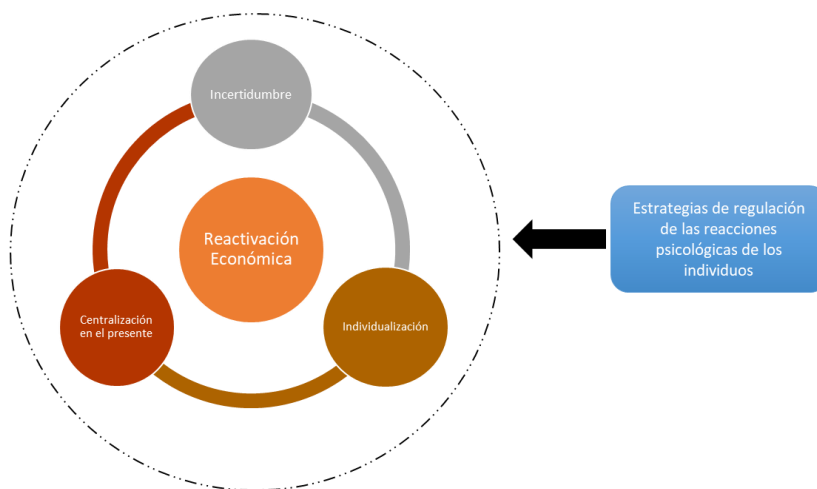 Incertidumbre
Reactivación
Económica
Centralización
en el presente
Individualización
Estrategias de regulación
de las reacciones
psicológicas de los
individuos